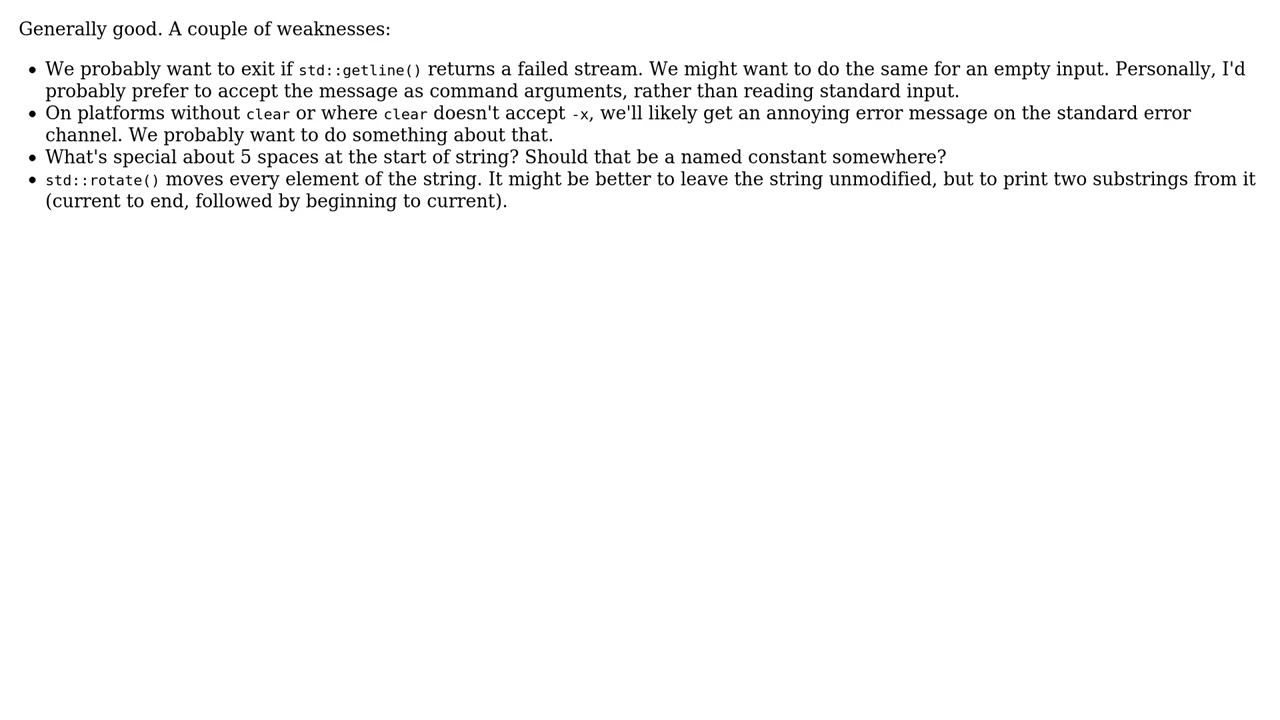 Generally good. A couple of weaknesses:
• We probably want to exit if std::getline() returns a failed stream. We might want to do the same for an empty input. Personally, I'd
probably prefer to accept the message as command arguments, rather than reading standard input.
• On platforms without clear or where clear doesn't accept -x, we'll likely get an annoying error message on the standard error
channel. We probably want to do something about that.
• What's special about 5 spaces at the start of string? Should that be a named constant somewhere?
• std::rotate() moves every element of the string. It might be better to leave the string unmodified, but to print two substrings from it
(current to end, followed by beginning to current).